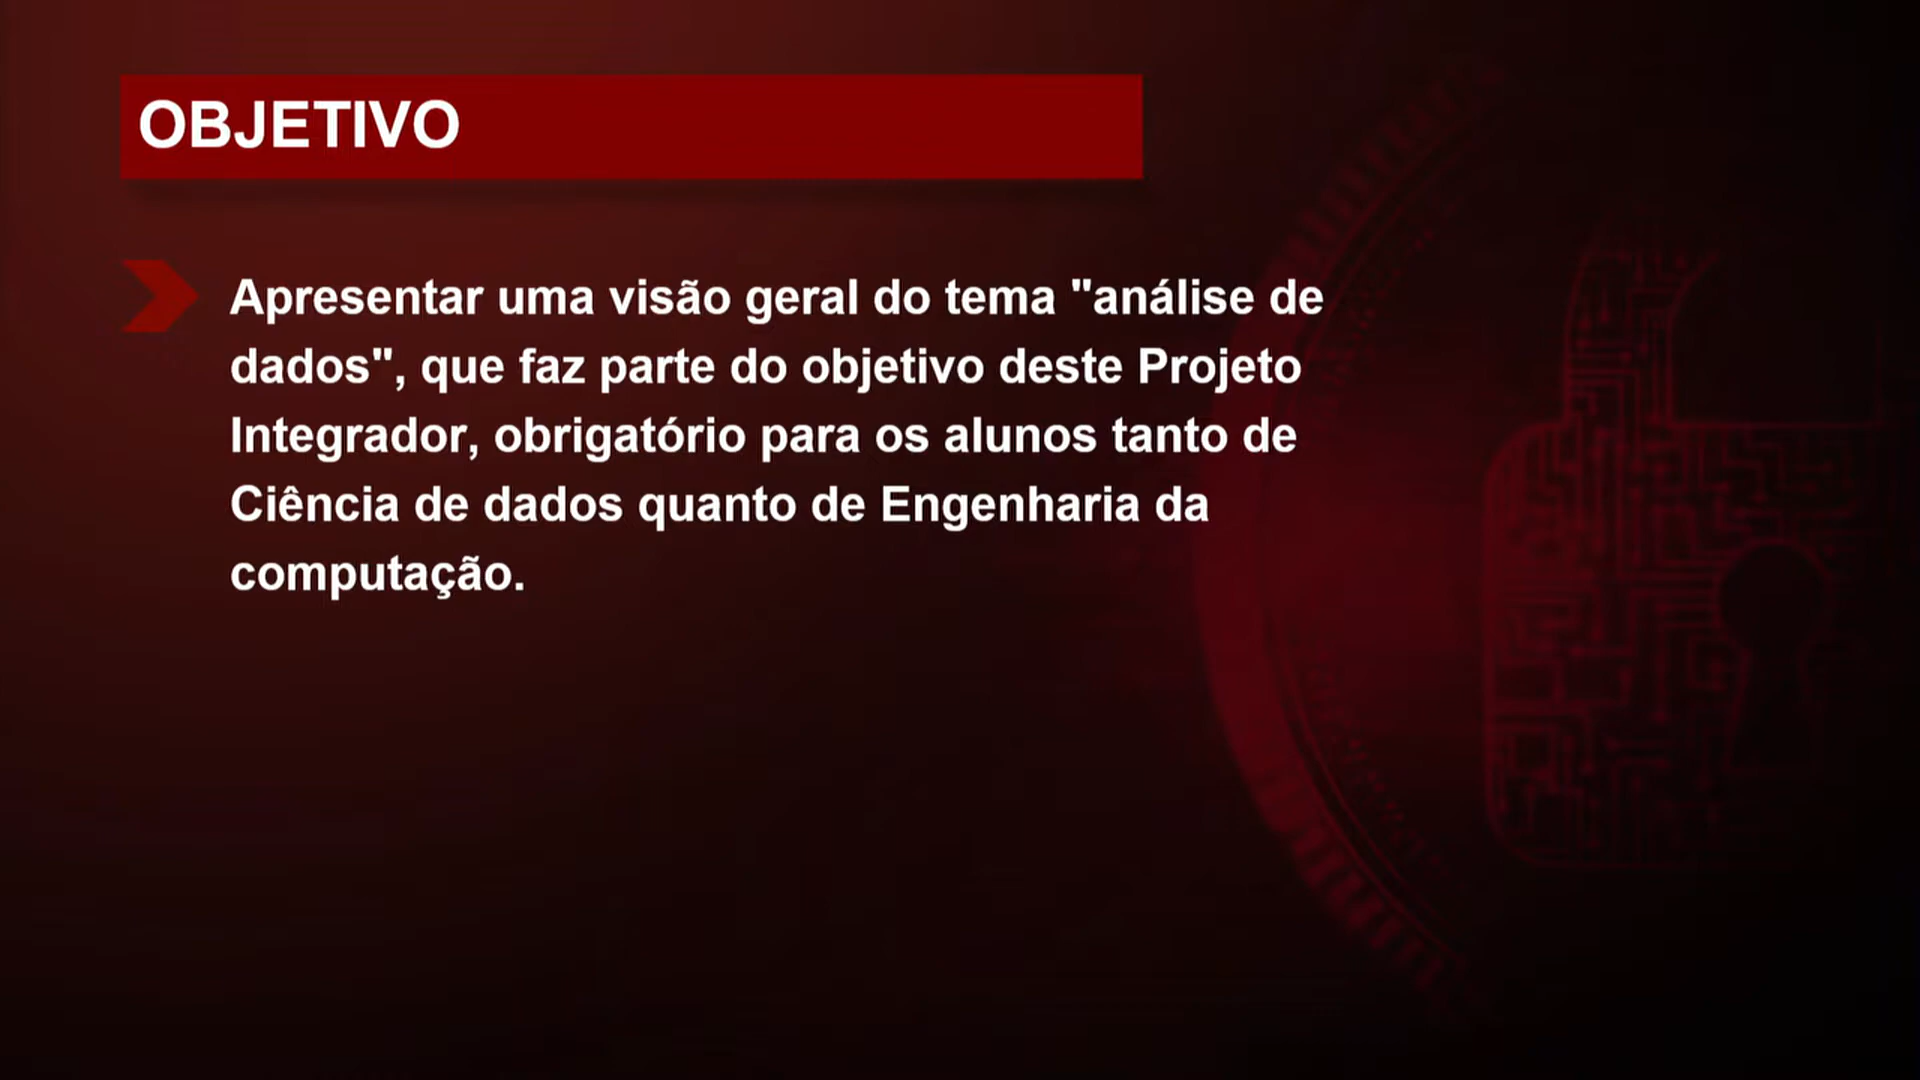 OBJETIVO
Apresentar uma visão geral do tema "análise de
dados", que faz parte do objetivo deste Projeto
Integrador, obrigatório para os alunos tanto de
Ciência de dados quanto de Engenharia da
computação.